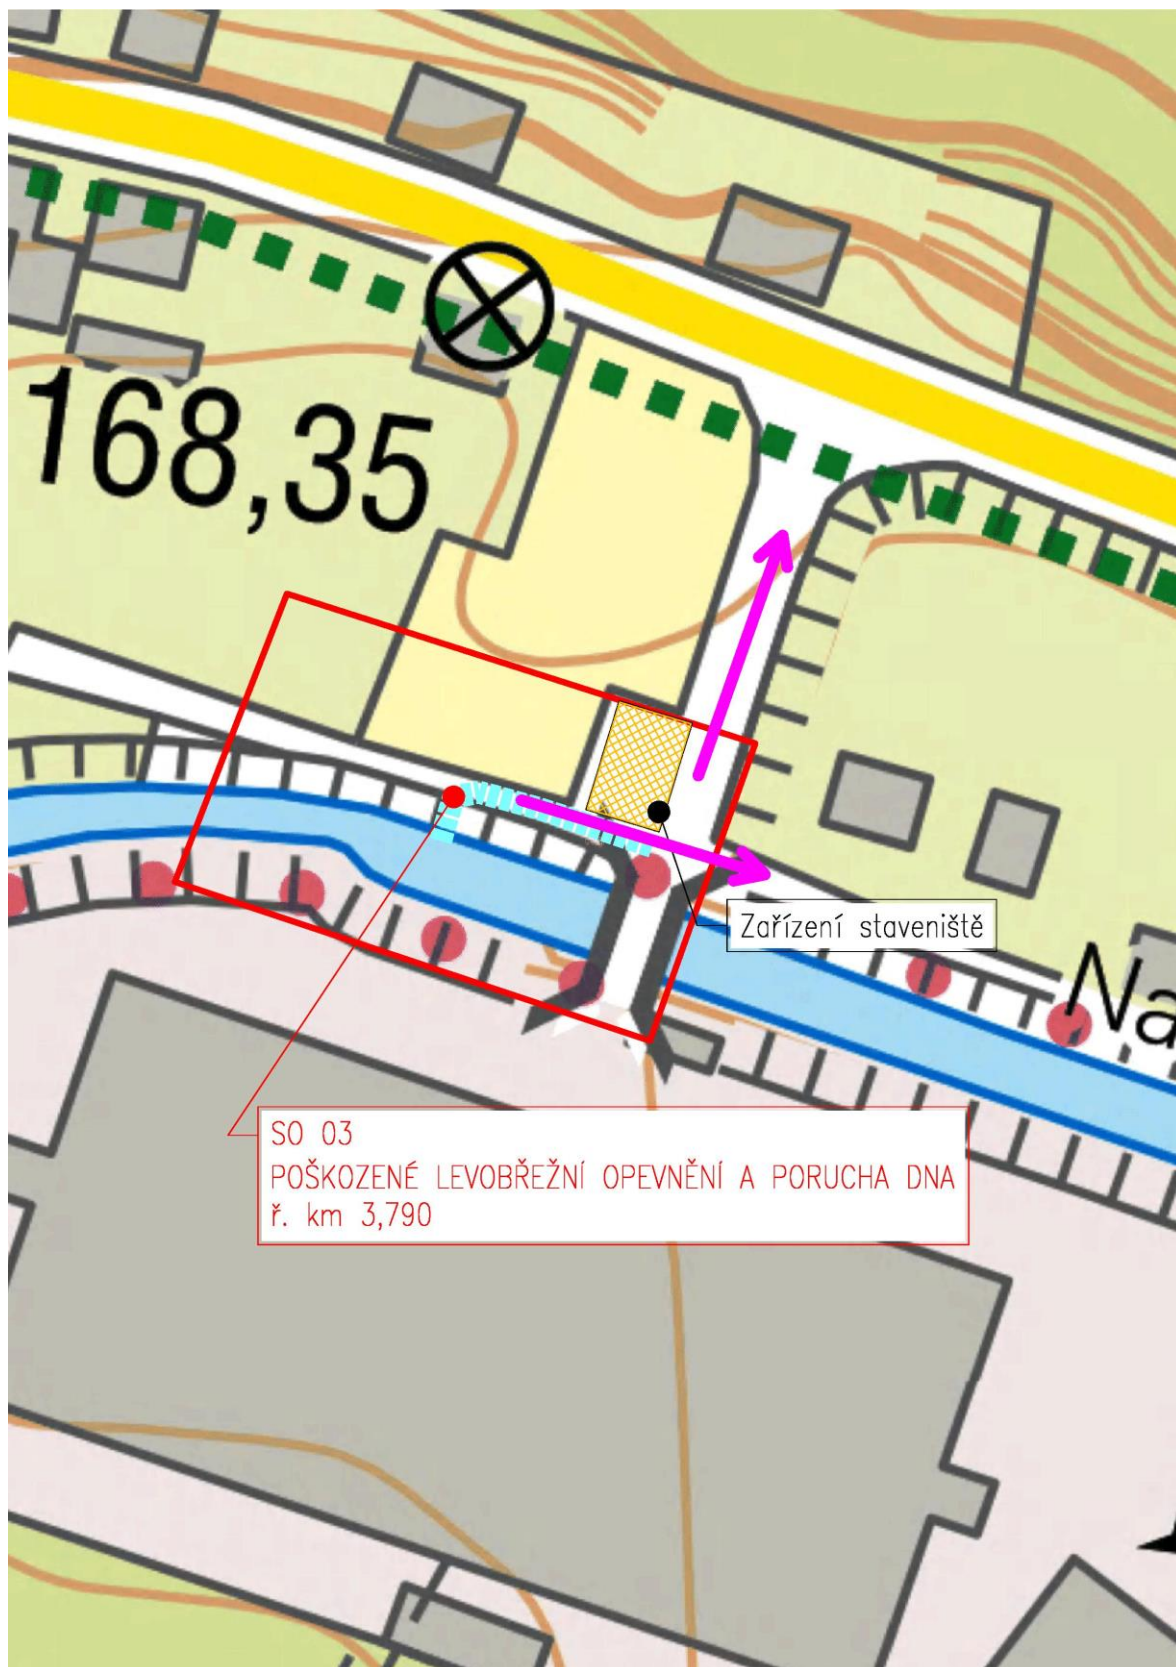 168,35
Zařízení staveniště
Na
SO 03
POŠKOZENÉ LEVOBŘEŽNÍ OPEVNĚNÍ A PORUCHA DNA
ř. km 3,790